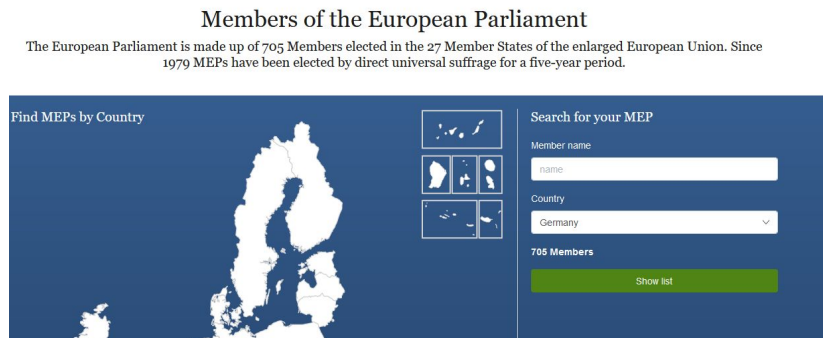 Members of the European Parliament
The European Parliament is made up of 705 Members elected in the 27 Member States of the enlarged European Union. Since
1979 MEPs have been elected by direct universal suffrage for a five-year period.
Find MEPs by Country
Search for your MEP
Member name
name
Country
Germany
705 Members
Show list